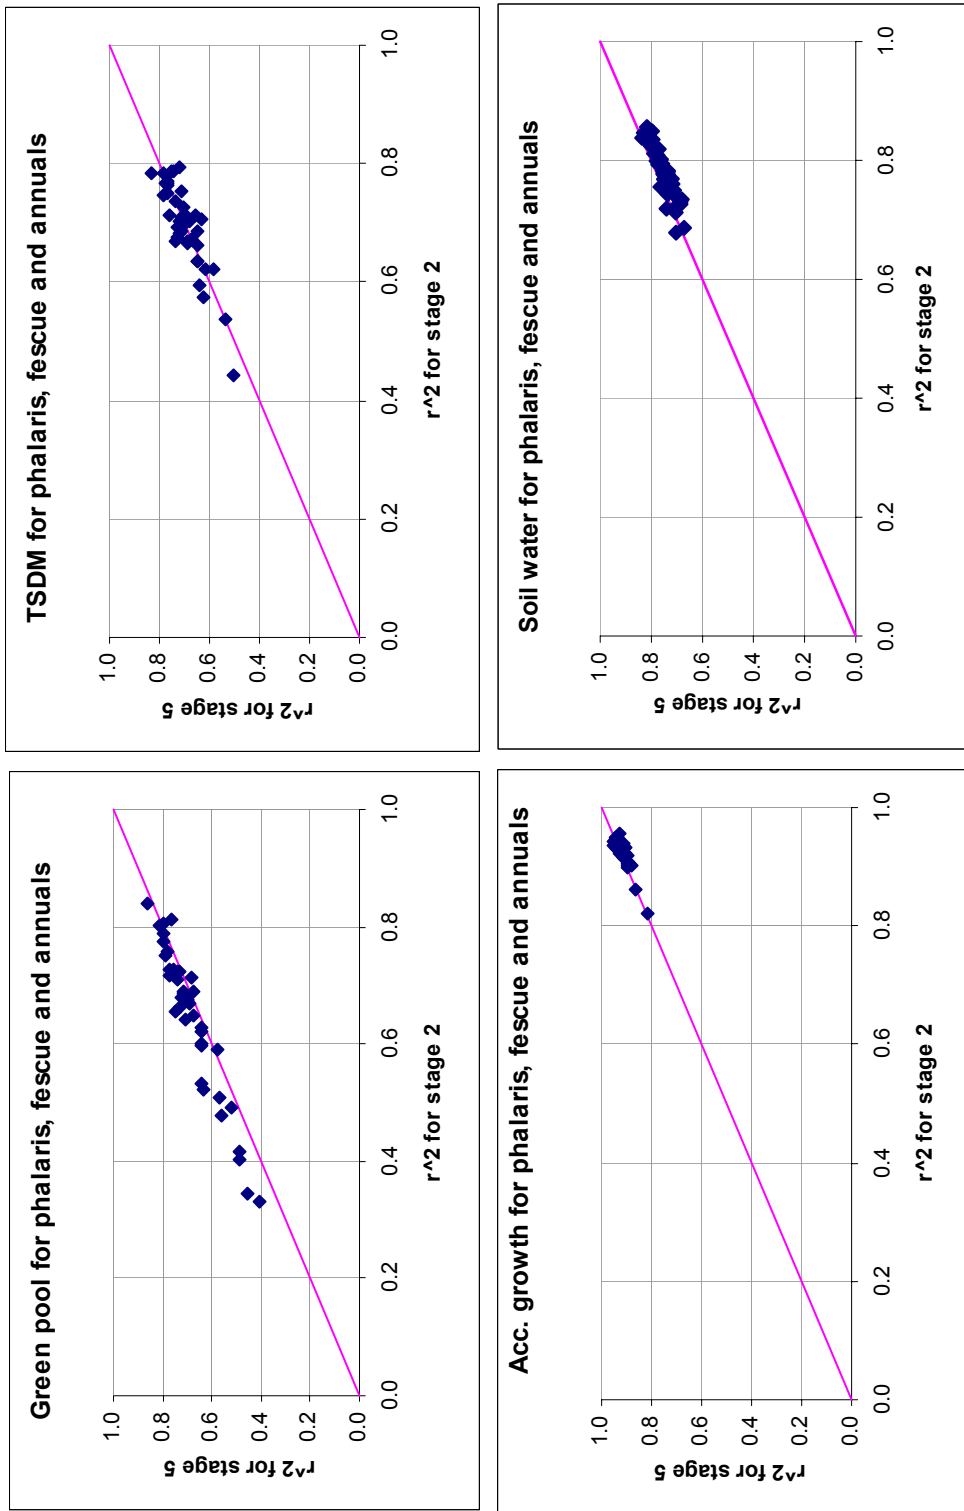 Green pool for phalaris, fescue and annuals
r^2 for stage 5
1.0
0.8
0.6
0.4
0.2
0.0
0.0 0.2 0.4 0.6 0.8 1.0
r^2 for stage 2
TSDM for phalaris, fescue and annuals
r^2 for stage 5
1.0
0.8
0.6
0.4
0.2
0.0
0.0 0.2 0.4 0.6 0.8 1.0
r^2 for stage 2
Acc. growth for phalaris, fescue and annuals
r^2 for stage 5
1.0
0.8
0.6
0.4
0.2
0.0
0.0 0.2 0.4 0.6 0.8 1.0
r^2 for stage 2
Soil water for phalaris, fescue and annuals
r^2 for stage 5
1.0
0.8
0.6
0.4
0.2
0.0
0.0 0.2 0.4 0.6 0.8 1.0
r^2 for stage 2